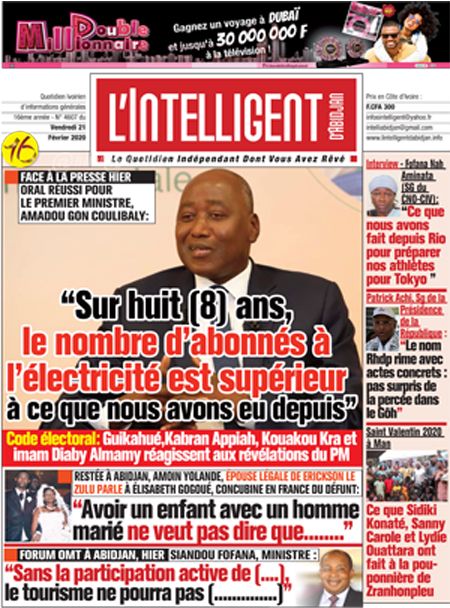 Double
Millionnaire
Gagnez un voyage à DUBAÏ
et jusqu'à 30 000 000 F
à la télévision !
Quotidien Ivoirien
d'informations générales
16ème année - N° 4607 du
Vendredi 21
Février 2020
16
L'INTELLIGENT
D'ABIDJAN
Le Quotidien Indépendant Dont Vous Avez Rêvé
Prix en Côte d'Ivoire :
F.CFA 300
infosintelligent@yahoo.fr
intelliabidjan@gmail.com
www.lintelligentdabidjan.info
FACE À LA PRESSE HIER
ORAL RÉUSSI POUR
LE PREMIER MINISTRE,
AMADOU GON COULIBALY:
"Sur huit (8) ans,
le nombre d'abonnés à
l'électricité est supérieur
à ce que nous avons eu depuis"
Code électoral: Guikahué,Kabran Appiah, Kouakou Kra et
imam Diaby Almamy réagissent aux révélations du PM
RESTÉE À ABIDJAN, AMOIN YOLANDE, ÉPOUSE LÉGALE DE ERICKSON LE
ZULU PARLE À ÉLISABETH GOGOUÉ, CONCUBINE EN FRANCE DU DÉFUNT:
"Avoir un enfant avec un homme
marié ne veut pas dire que........"
FORUM OMT À ABIDJAN, HIER SIANDOU FOFANA, MINISTRE :
"Sans la participation active de (....),
le tourisme ne pourra pas (..............)"
Interview - Fofana Nah
Aminata
(SG du
CNO-CIV):
"Ce que
nous avons
fait depuis Rio
pour préparer
nos athlètes
pour Tokyo "
Patrick Achi, Sg de la
Présidence
de la
République :
"Le nom
Rhdp rime avec
actes concrets :
pas surpris de
la percée dans
le Gôh"
Saint Valentin 2020
à Man
Ce que Sidiki
Konaté, Sanny
Carole et Lydie
Ouattara ont
fait à la pou-
ponnière de
Zranhonpleu